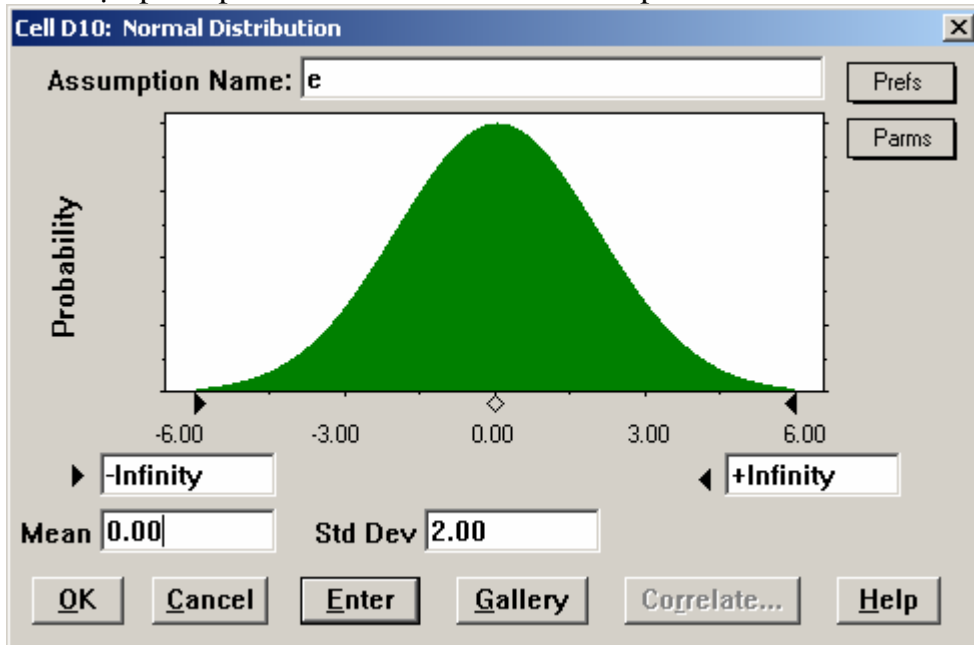 Cell D10: Normal Distribution
Assumption Name: e
Prefs
Parms
Probability
-6.00 -3.00 0.00 3.00 6.00
-Infinity +Infinity
Mean 0.00 Std Dev 2.00
OK Cancel Enter Gallery Correlate... Help